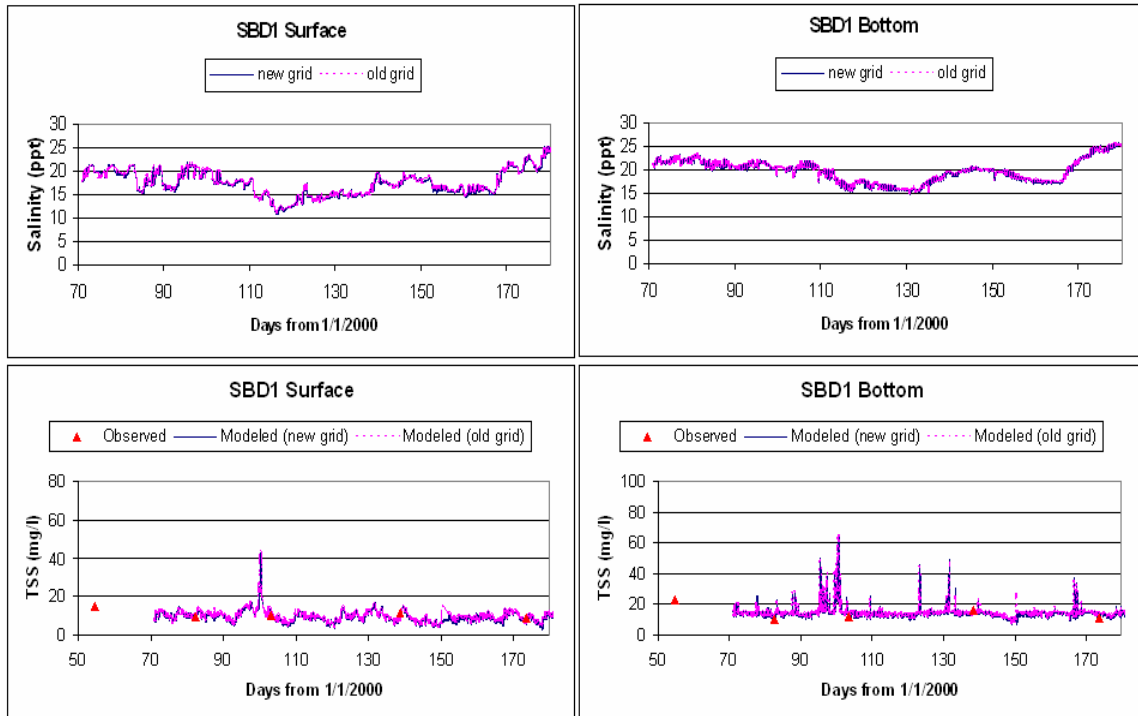 SBD1 Surface
new grid old grid
30
25
20
15
10
5
0
Salinity (ppt)
70 90 110 130 150 170
Days from 1/1/2000
SBD1 Bottom
new grid old grid
30
25
20
15
10
5
0
Salinity (ppt)
70 90 110 130 150 170
Days from 1/1/2000
SBD1 Surface
Observed Modeled (new grid) Modeled (old grid)
80
60
40
20
0
TSS (mg/l)
50 70 90 110 130 150 170
Days from 1/1/2000
SBD1 Bottom
Observed Modeled (new grid) Modeled (old grid)
100
80
60
40
20
0
TSS (mg/l)
50 70 90 110 130 150 170
Days from 1/1/2000